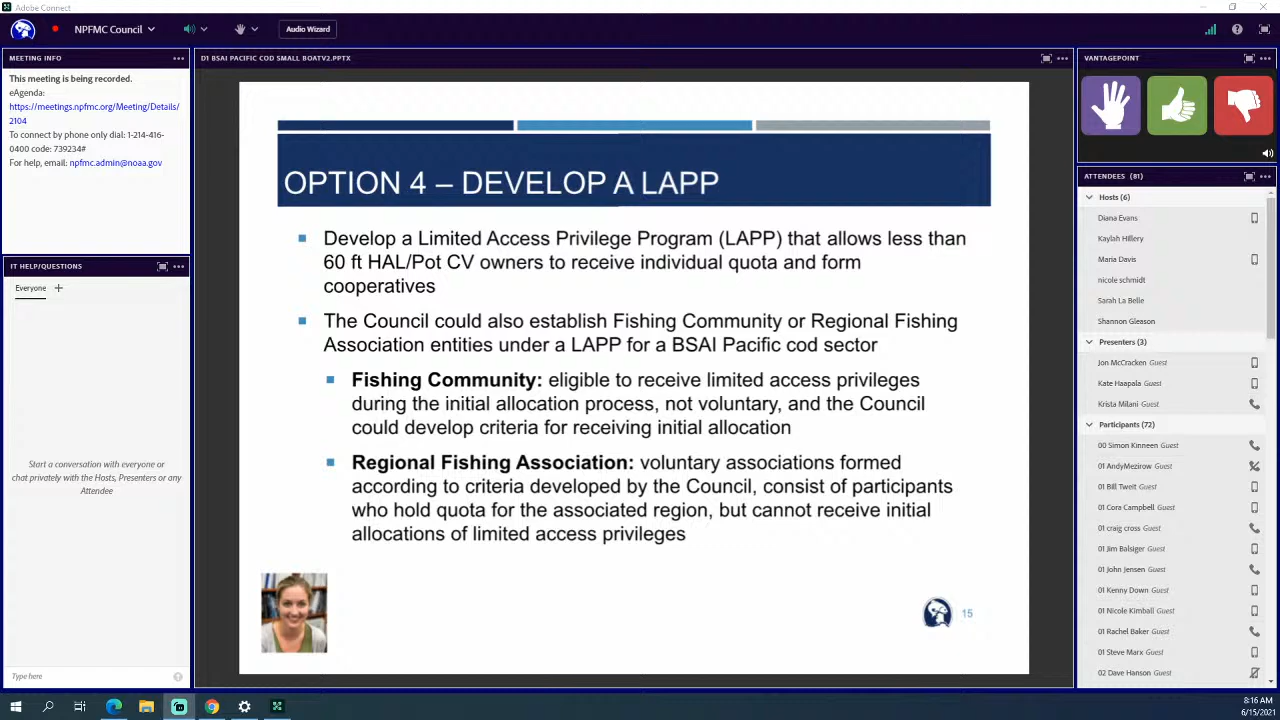 Adobe Connect
NPFMC Council
Audio Wizard
MEETING INFO
This meeting is being recorded.
eAgenda:
https://meetings.npfmc.org/Meeting/Details/
2104
To connect by phone only dial: 1-214-416-
0400 code: 739234#
For help, email: npfmc.admin@noaa.gov
IT HELP/QUESTIONS
Everyone
Start a conversation with everyone or
chat privately with the Hosts, Presenters or any
Attendee
Type here
D1 BSAI PACIFIC COD SMALL BOATV2.PPTX
OPTION 4 – DEVELOP A LAPP
Develop a Limited Access Privilege Program (LAPP) that allows less than
60 ft HAL/Pot CV owners to receive individual quota and form
cooperatives
The Council could also establish Fishing Community or Regional Fishing
Association entities under a LAPP for a BSAI Pacific cod sector
Fishing Community: eligible to receive limited access privileges
during the initial allocation process, not voluntary, and the Council
could develop criteria for receiving initial allocation
Regional Fishing Association: voluntary associations formed
according to criteria developed by the Council, consist of participants
who hold quota for the associated region, but cannot receive initial
allocations of limited access privileges
15
VANTAGEPOINT
ATTENDEES (81)
Hosts (6)
Diana Evans
Kaylah Hillery
Maria Davis
nicole schmidt
Sarah La Belle
Shannon Gleason
Presenters (3)
Jon McCracken Guest
Kate Haapala Guest
Krista Milani Guest
Participants (72)
00 Simon Kinneen Guest
01 AndyMezirow Guest
01 Bill Tweit Guest
01 Cora Campbell Guest
01 craig cross Guest
01 Jim Balsiger Guest
01 John Jensen Guest
01 Kenny Down Guest
01 Nicole Kimball Guest
01 Rachel Baker Guest
01 Steve Marx Guest
02 Dave Hanson Guest
8:16 AM
6/15/2021